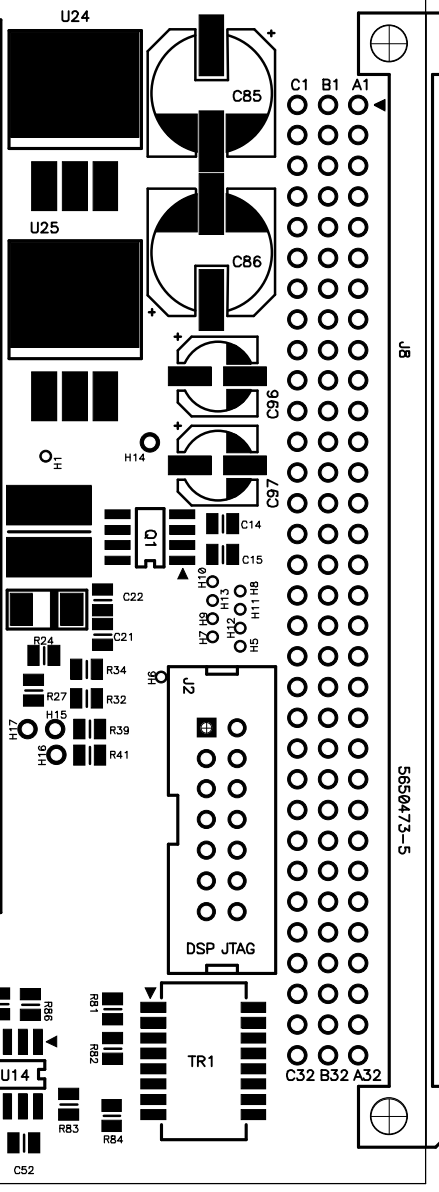 U24
C85
C1 B1 A1
U25
C86
J8
C96
H1
H14
C97
Q1
C14
C15
H10
H8
C22
H13
H11
H9
H12
C21
H7
H5
R24
R34
H6
J2
R27
R32
H15
H17
R39
H16
R41
5650473-5
DSP JTAG
R86
R81
R82
TR1
U14
C32 B32 A32
R83
R84
C52